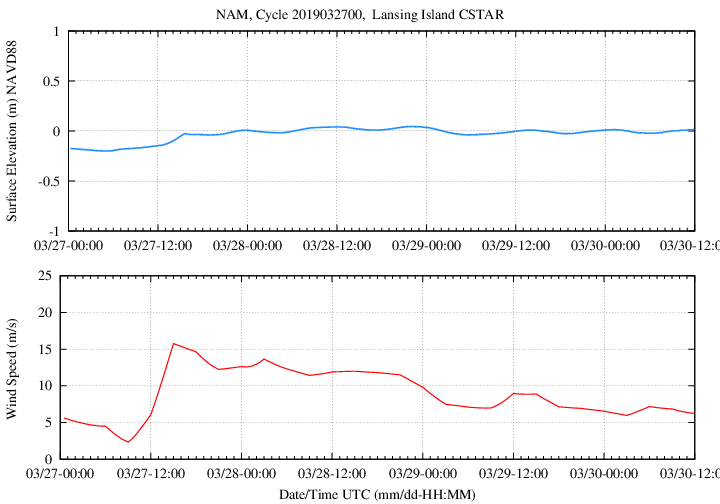 NAM, Cycle 2019032700,  Lansing Island CSTAR
Surface Elevation (m) NAVD88
1
0.5
0
-0.5
-1
03/27-00:00 03/27-12:00 03/28-00:00 03/28-12:00 03/29-00:00 03/29-12:00 03/30-00:00 03/30-12:0
Wind Speed (m/s)
25
20
15
10
5
0
03/27-00:00 03/27-12:00 03/28-00:00 03/28-12:00 03/29-00:00 03/29-12:00 03/30-00:00 03/30-12:0
Date/Time UTC (mm/dd-HH:MM)